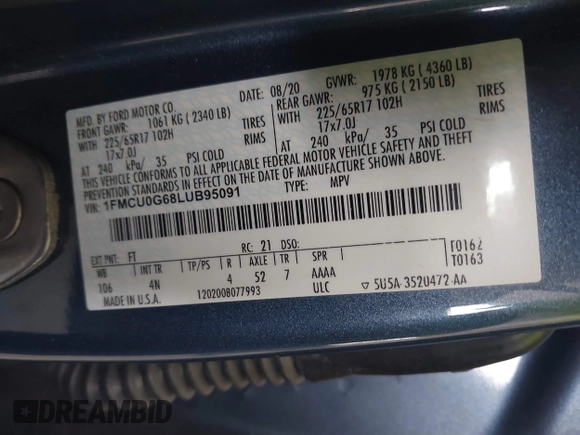 MFD. BY FORD MOTOR CO.
DATE: 08/20
GVWR: 1978 KG ( 4360 LB)
FRONT GAWR: 1061 KG ( 2340 LB)
REAR GAWR: 975 KG ( 2150 LB)
WITH 225/65R17 102H TIRES
WITH 225/65R17 102H TIRES
17x7.0J RIMS
17x7.0J RIMS
AT 240 kPa/ 35 PSI COLD
AT 240 kPa/ 35 PSI COLD
THIS VEHICLE CONFORMS TO ALL APPLICABLE FEDERAL MOTOR VEHICLE SAFETY AND THEFT
PREVENTION STANDARDS IN EFFECT ON THE DATE OF MANUFACTURE SHOWN ABOVE.
VIN: 1FMCU0G68LUB95091
TYPE: MPV
EXT PNT: FT RC: 21 DSO:
WB INT TR TP/PS R AXLE TR SPR
106 4N 4 52 7 AAAA
ULC
T0162
T0163
MADE IN U.S.A. 1202008077993
▽ 5U5A-3520472-AA
DREAMBID